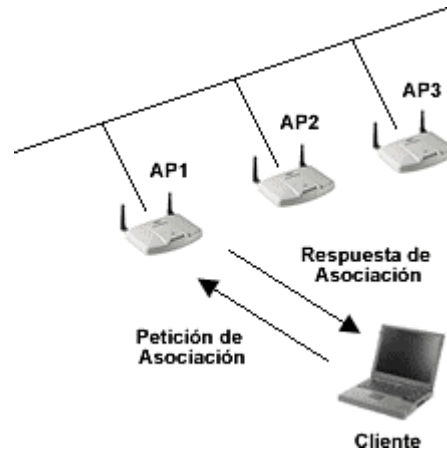 AP3
AP2
AP1
Respuesta de
Asociación
Petición de
Asociación
Cliente